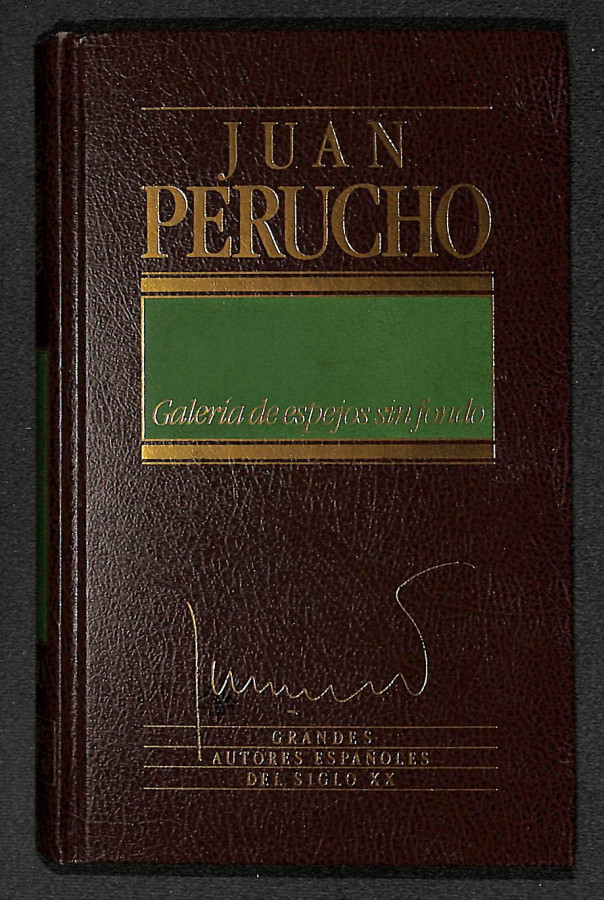 JUAN
PERUCHO
Galería de espejos sin fondo
GRANDES
AUTORES ESPAÑOLES
DEL SIGLO XX